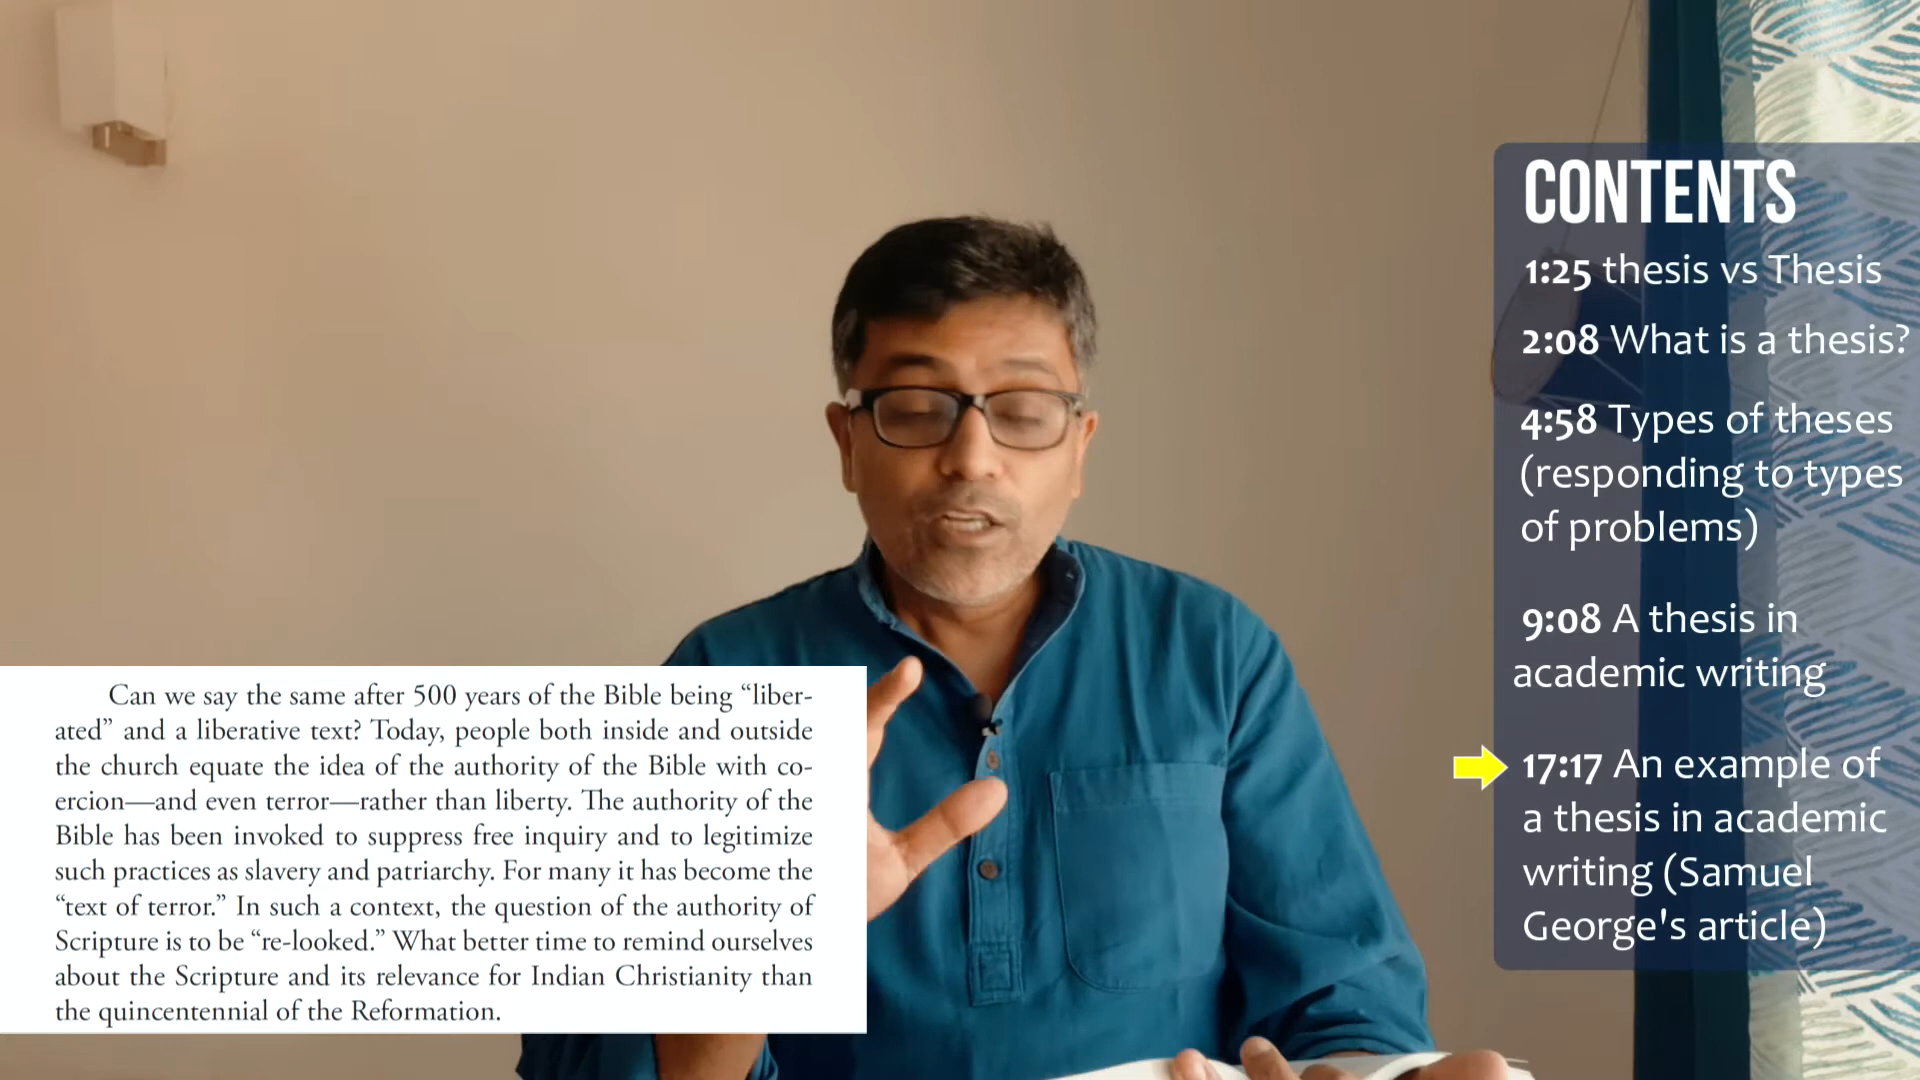 Can we say the same after 500 years of the Bible being “liber-
ated” and a liberative text? Today, people both inside and outside
the church equate the idea of the authority of the Bible with co-
ercion—and even terror—rather than liberty. The authority of the
Bible has been invoked to suppress free inquiry and to legitimize
such practices as slavery and patriarchy. For many it has become the
“text of terror.” In such a context, the question of the authority of
Scripture is to be “re-looked.” What better time to remind ourselves
about the Scripture and its relevance for Indian Christianity than
the quincentennial of the Reformation.
CONTENTS
1:25 thesis vs Thesis
2:08 What is a thesis?
4:58 Types of theses
(responding to types
of problems)
9:08 A thesis in
academic writing
17:17 An example of
a thesis in academic
writing (Samuel
George's article)